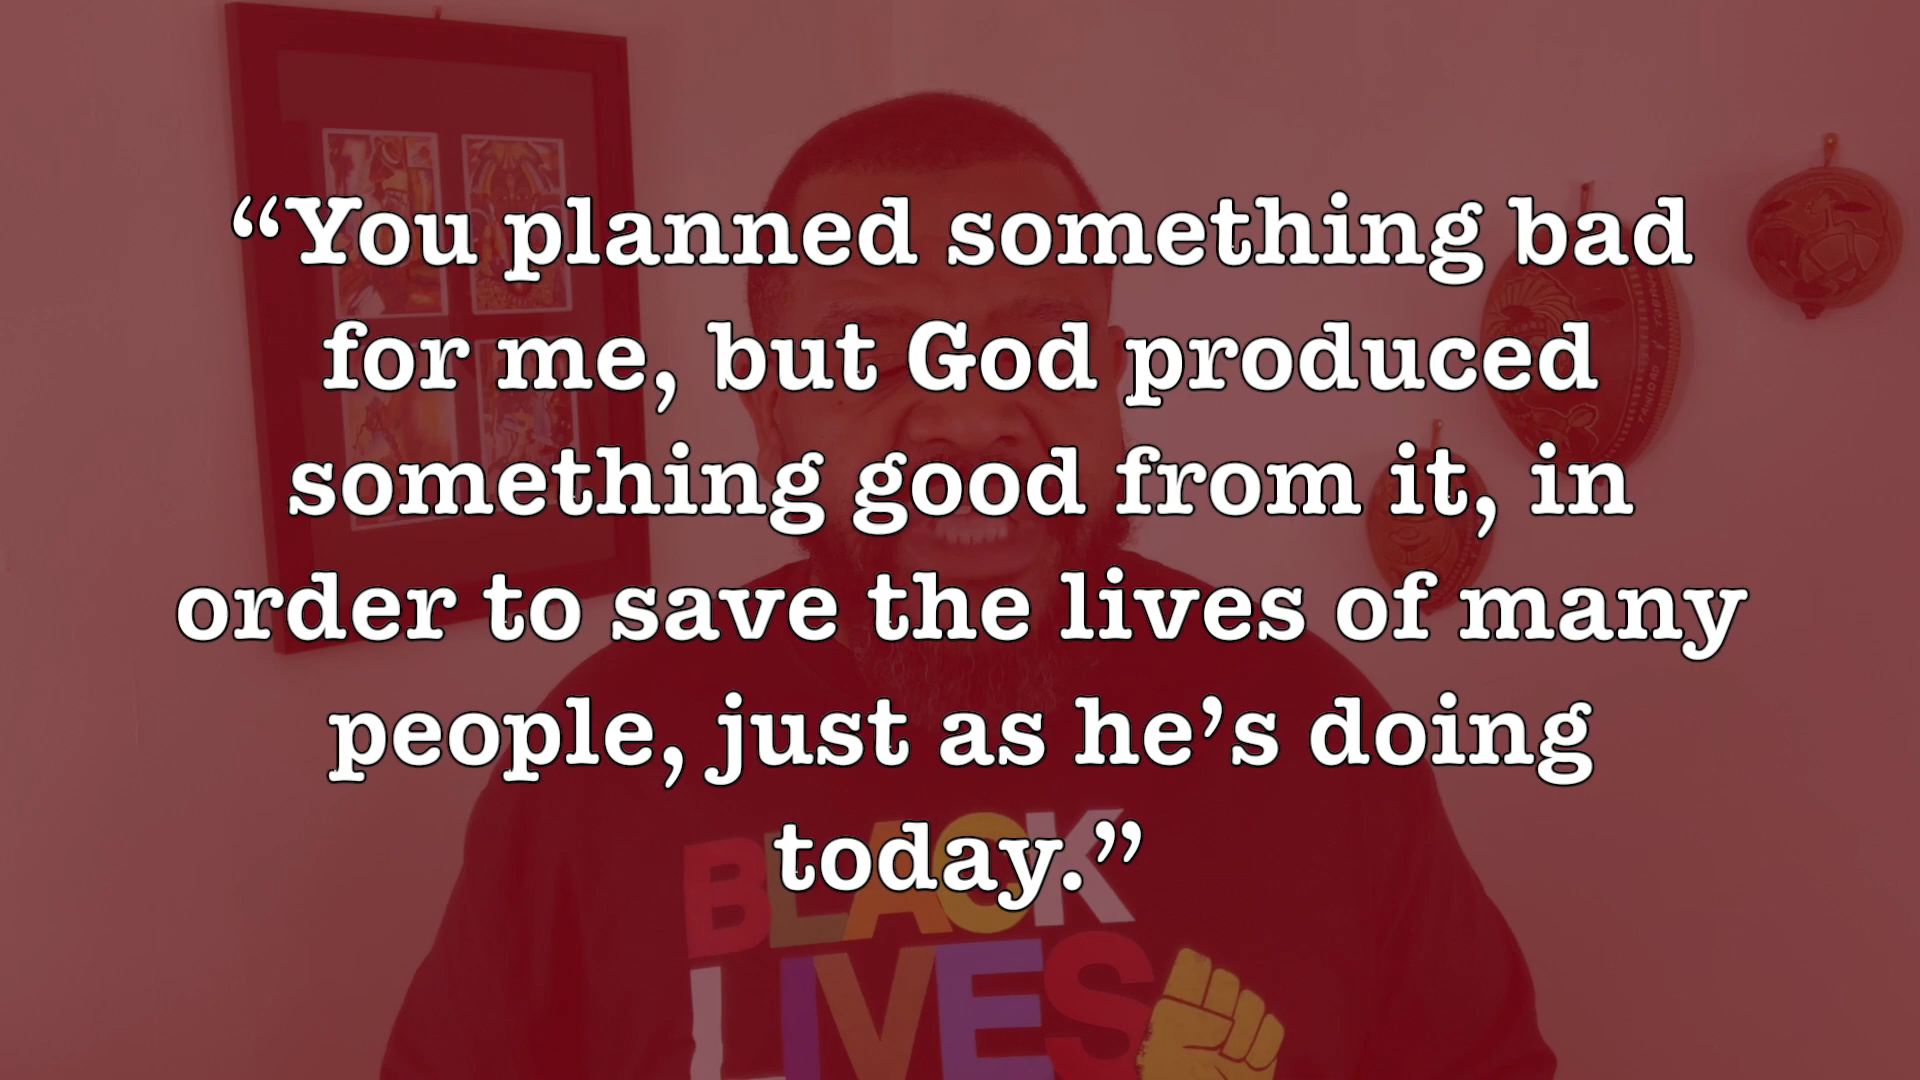 “You planned something bad
for me, but God produced
something good from it, in
order to save the lives of many
people, just as he’s doing
today.”
BLACK
LIVES